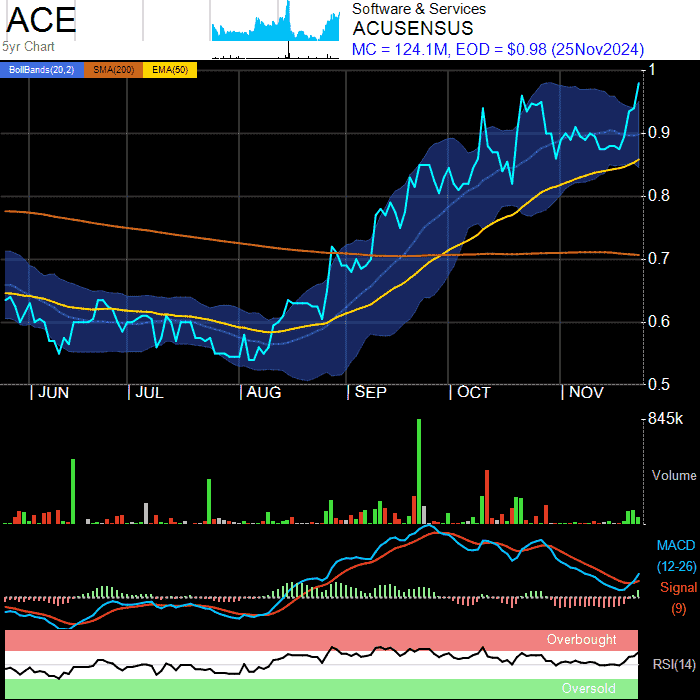 ACE
5yr Chart
Software & Services
ACUSENSUS
MC = 124.1M, EOD = $0.98 (25Nov2024)
BollBands(20,2) SMA(200) EMA(50)
1
0.9
0.8
0.7
0.6
0.5
JUN JUL AUG SEP OCT NOV
845k
Volume
MACD
(12-26)
Signal
(9)
Overbought
RSI(14)
Oversold